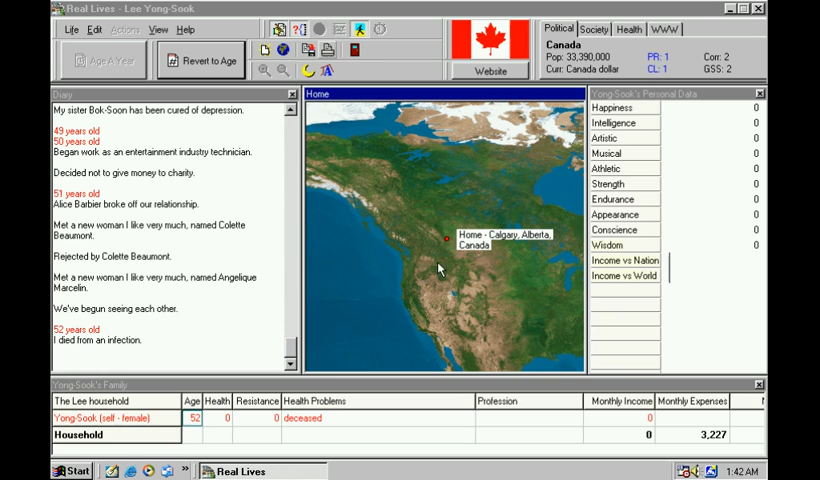 Real Lives - Lee Yong-Sook
Life Edit Actions View Help
Age A Year
Revert to Age
Website
Political Society Health WWW
Canada
Pop: 33,390,000 PR: 1 Corr: 2
Curr: Canada dollar CL: 1 GSS: 2
Diary
My sister Bok-Soon has been cured of depression.
49 years old
50 years old
Began work as an entertainment industry technician.
Decided not to give money to charity.
51 years old
Alice Barbier broke off our relationship.
Met a new woman I like very much, named Colette
Beaumont.
Rejected by Colette Beaumont.
Met a new woman I like very much, named Angelique
Marcelin.
We've begun seeing each other.
52 years old
I died from an infection.
Home
Home - Calgary, Alberta,
Canada
Yong-Sook's Personal Data
Happiness 0
Intelligence 0
Artistic 0
Musical 0
Athletic 0
Strength 0
Endurance 0
Appearance 0
Conscience 0
Wisdom 0
Income vs Nation
Income vs World
Yong-Sook's Family
The Lee household Age Health Resistance Health Problems Profession Monthly Income Monthly Expenses
Yong-Sook (self - female) 52 0 0 deceased 0
Household 0 3,227
Start Real Lives 1:42 AM